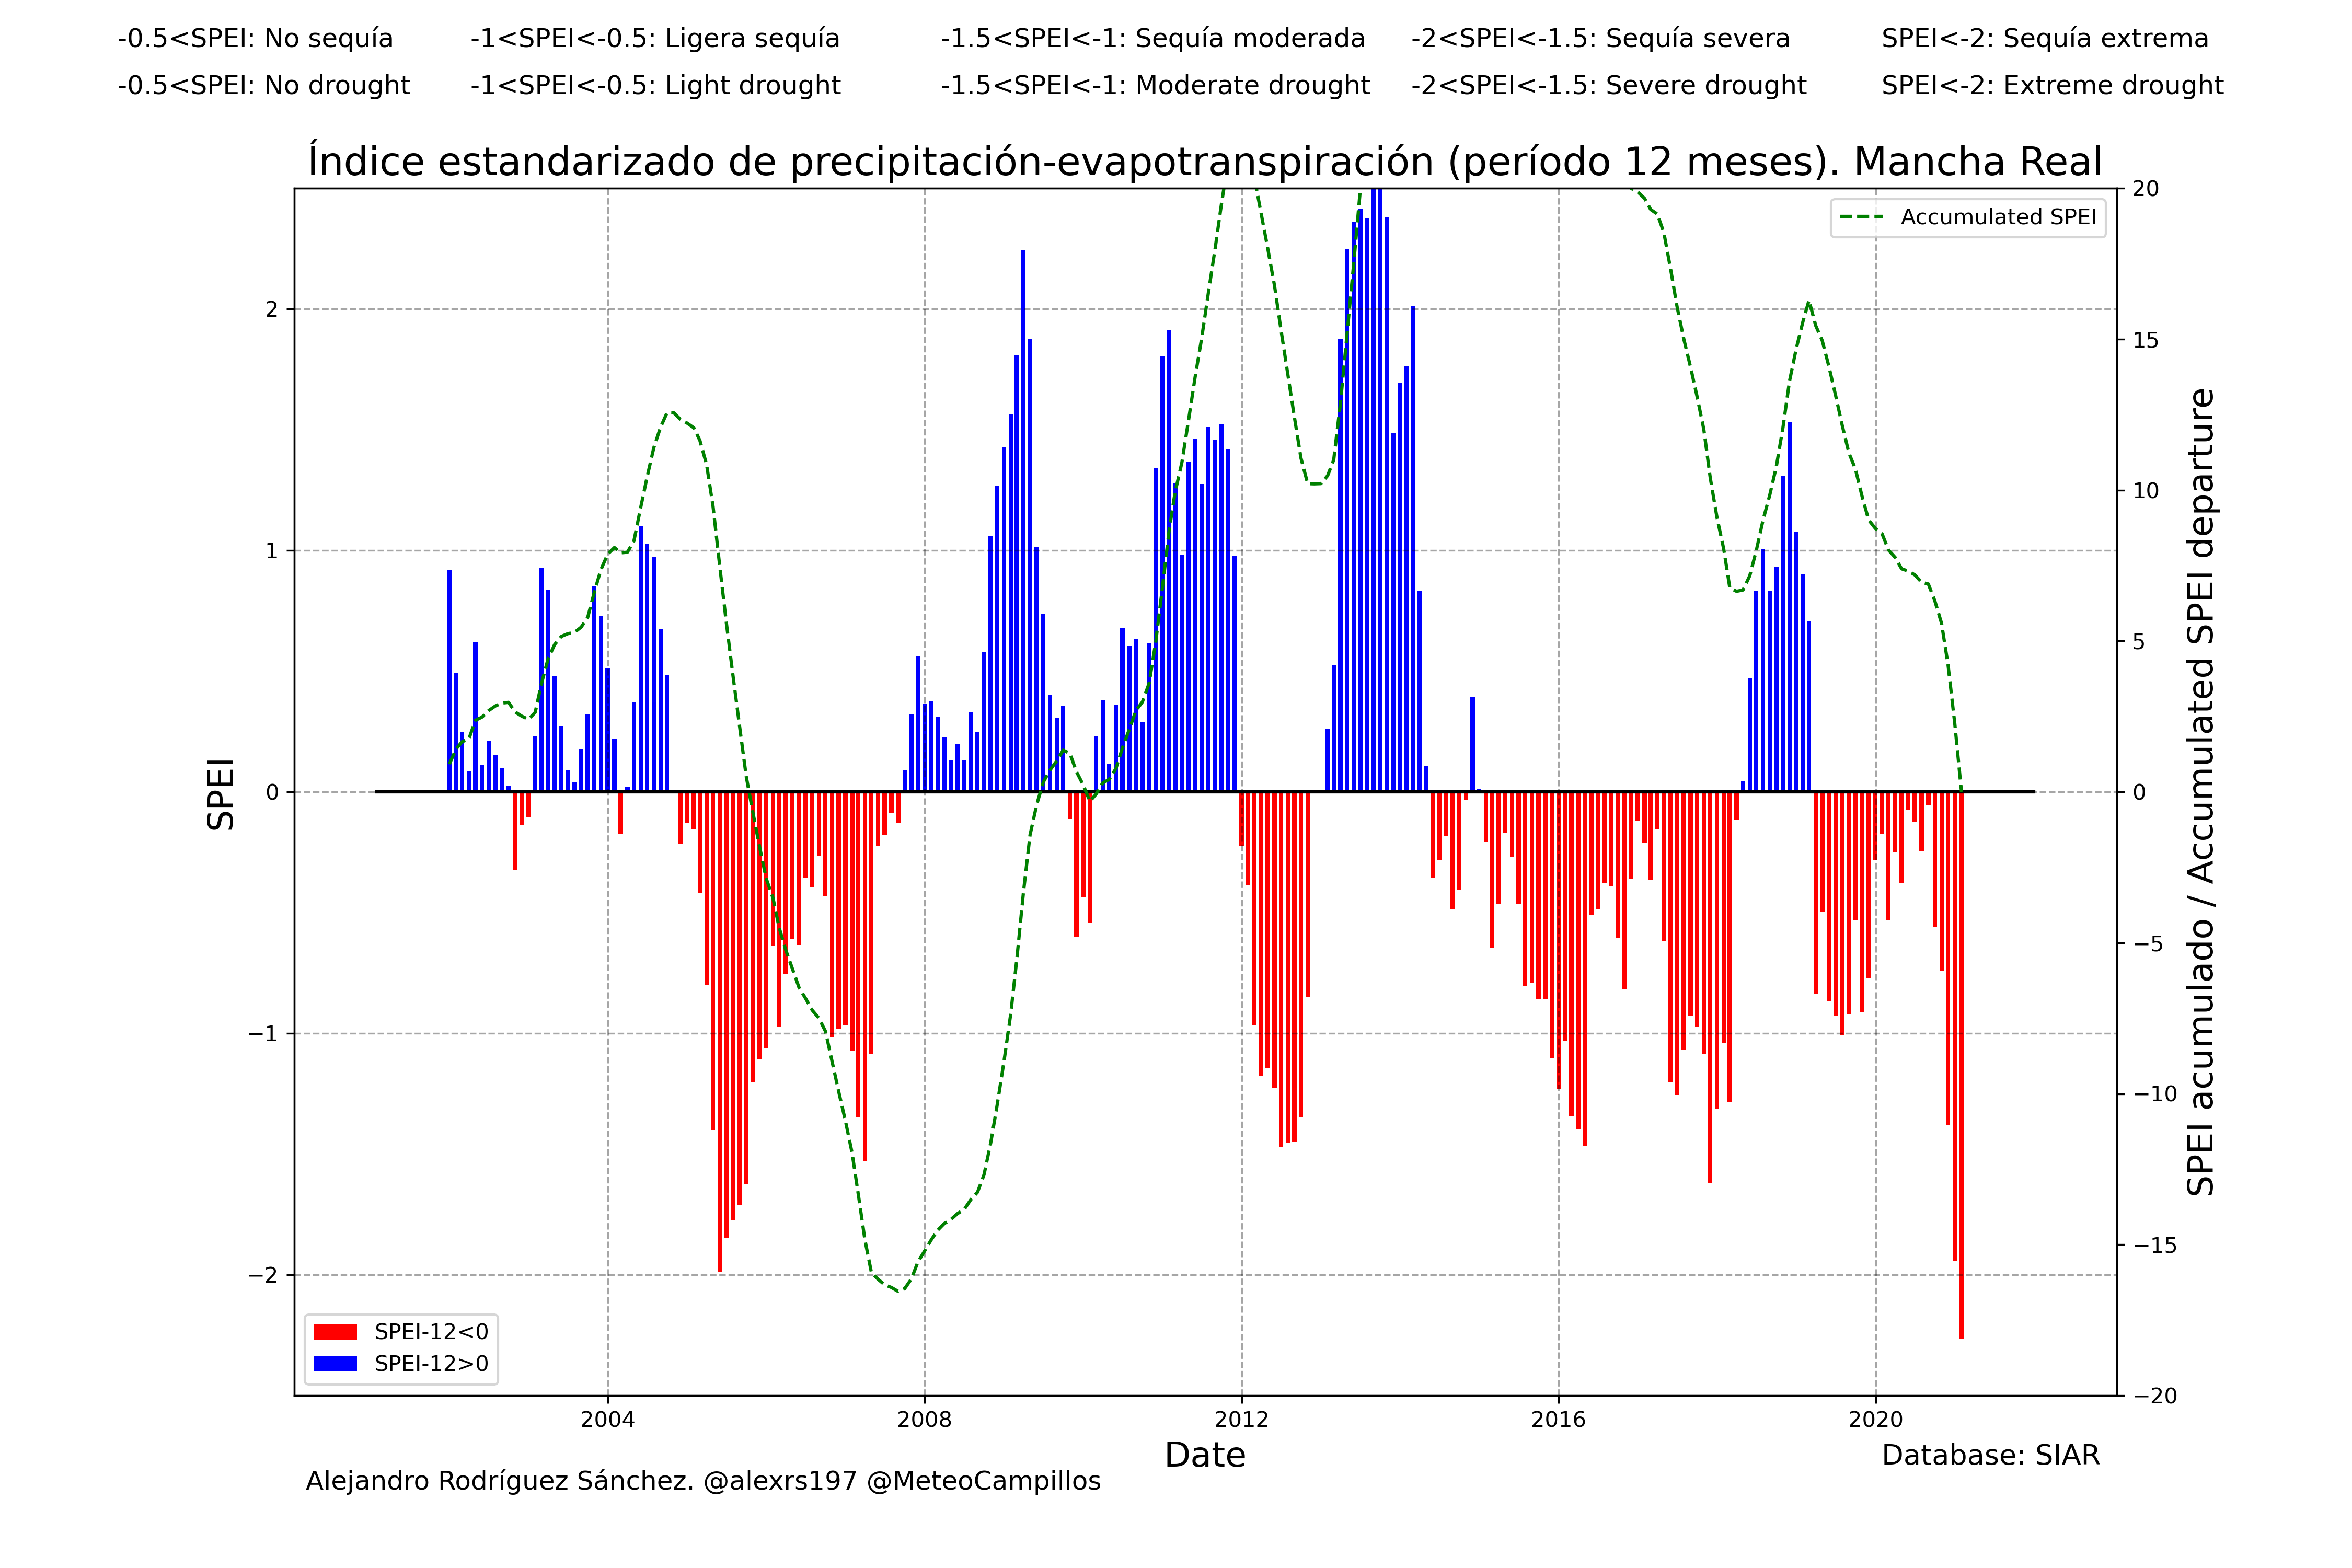 -0.5<SPEI: No sequía -1<SPEI<-0.5: Ligera sequía -1.5<SPEI<-1: Sequía moderada -2<SPEI<-1.5: Sequía severa SPEI<-2: Sequía extrema
-0.5<SPEI: No drought -1<SPEI<-0.5: Light drought -1.5<SPEI<-1: Moderate drought -2<SPEI<-1.5: Severe drought SPEI<-2: Extreme drought
Índice estandarizado de precipitación-evapotranspiración (período 12 meses). Mancha Real
Accumulated SPEI
SPEI
2
1
0
−1
−2
20
15
10
5
0
−5
−10
−15
−20
SPEI acumulado / Accumulated SPEI departure
SPEI-12<0
SPEI-12>0
2004 2008 2012 2016 2020
Date
Database: SIAR
Alejandro Rodríguez Sánchez. @alexrs197 @MeteoCampillos